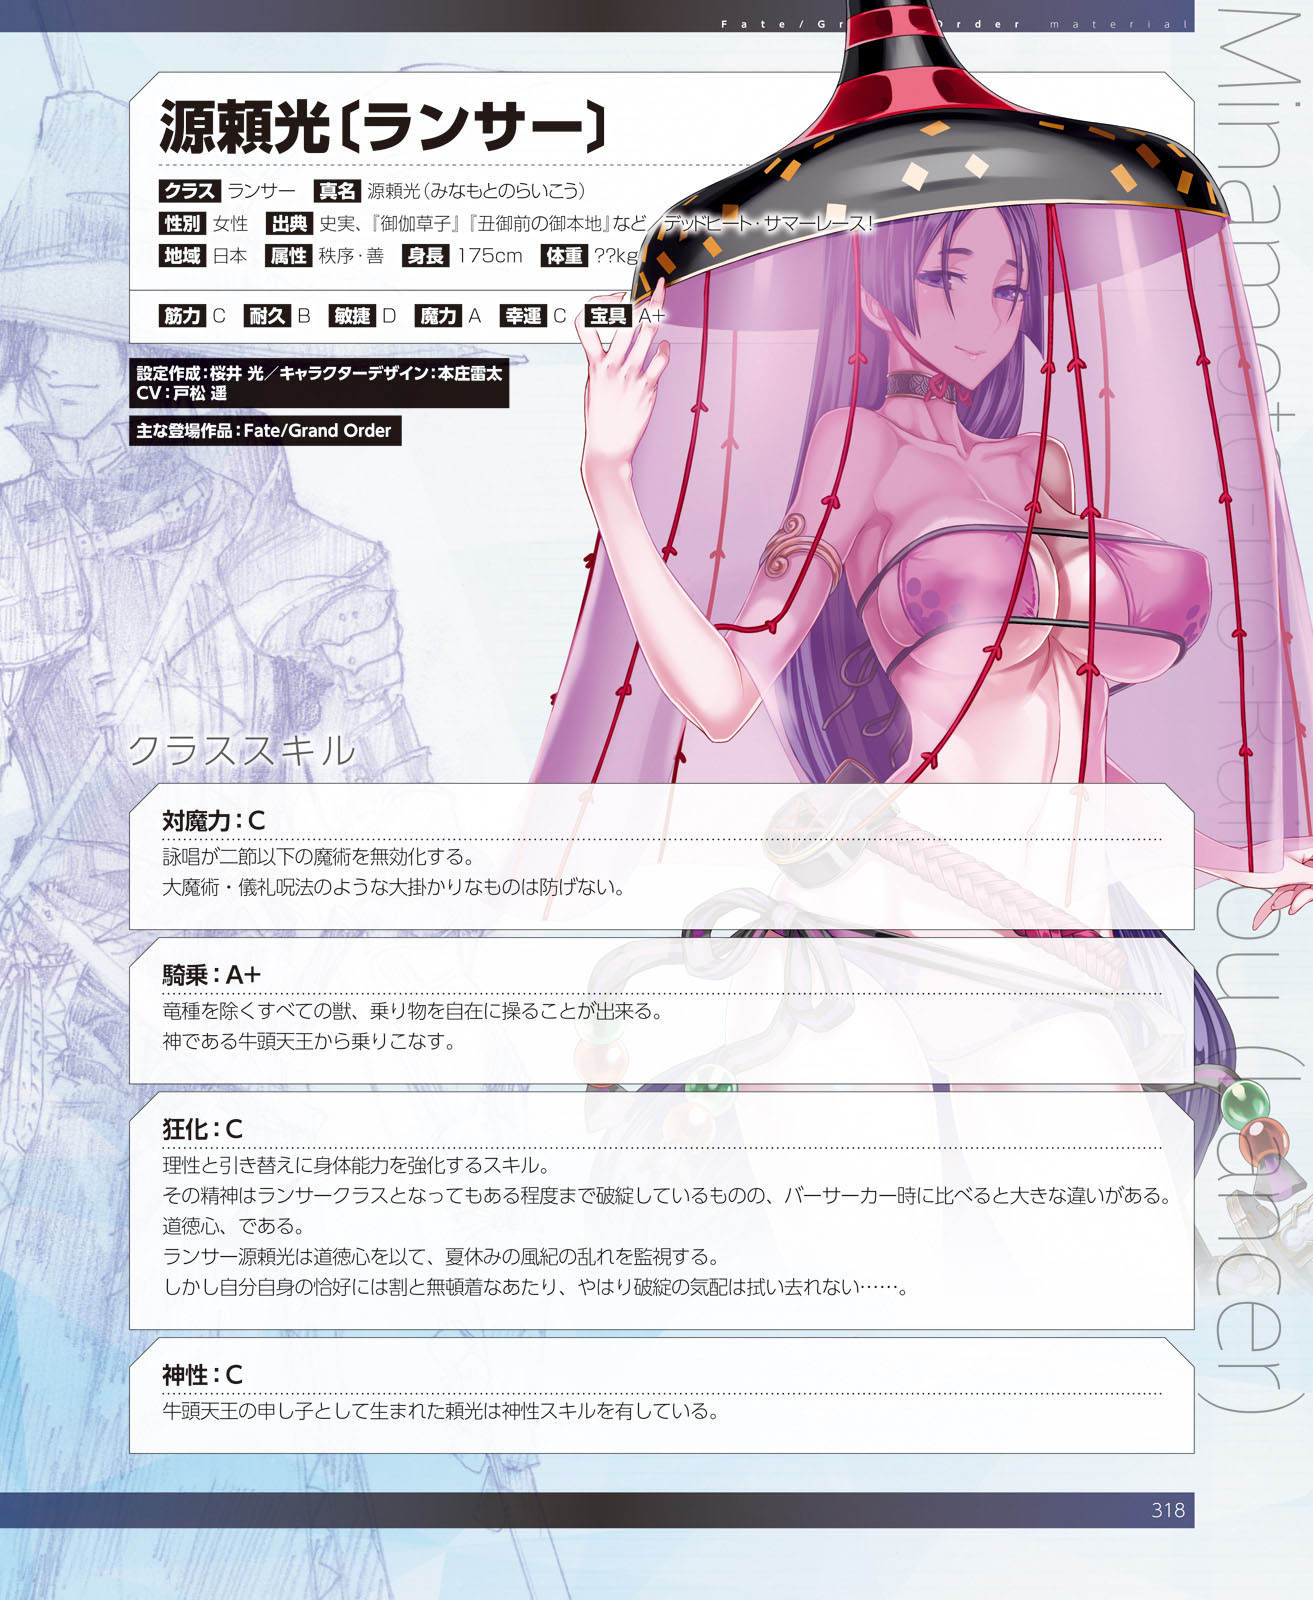 Fate/Gr Order material
源頼光〔ランサー〕
クラス ランサー 真名 源頼光（みなもとのらいこう）
性別 女性 出典 史実、『御伽草子』『丑御前の御本地』など／デッドヒート・サマーレース！
地域 日本 属性 秩序・善 身長 175cm 体重 ??kg
筋力 C 耐久 B 敏捷 D 魔力 A 幸運 C 宝具 A+
設定作成：桜井 光／キャラクターデザイン：本庄雷太
CV：戸松 遥
主な登場作品：Fate/Grand Order
クラススキル
対魔力：C
詠唱が二節以下の魔術を無効化する。
大魔術・儀礼呪法のような大掛かりなものは防げない。
騎乗：A+
竜種を除くすべての獣、乗り物を自在に操ることが出来る。
神である牛頭天王から乗りこなす。
狂化：C
理性と引き替えに身体能力を強化するスキル。
その精神はランサークラスとなってもある程度まで破綻しているものの、バーサーカー時に比べると大きな違いがある。
道徳心、である。
ランサー源頼光は道徳心を以て、夏休みの風紀の乱れを監視する。
しかし自分自身の恰好には割と無頓着なあたり、やはり破綻の気配は拭い去れない……。
神性：C
牛頭天王の申し子として生まれた頼光は神性スキルを有している。
Minamoto-no-Raikou (Lancer)
318